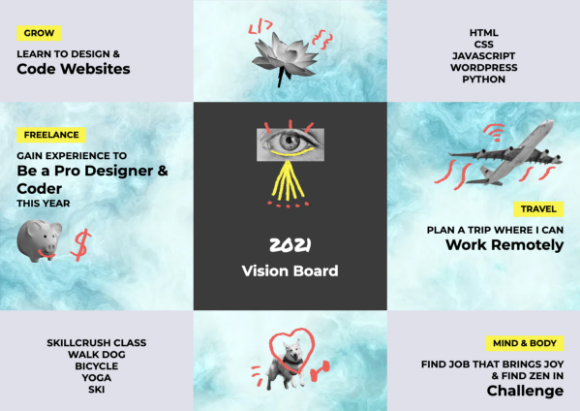 GROW
LEARN TO DESIGN &
Code Websites
</>
{ }
HTML
CSS
JAVASCRIPT
WORDPRESS
PYTHON
FREELANCE
GAIN EXPERIENCE TO
Be a Pro Designer &
Coder
THIS YEAR
$
2021
Vision Board
TRAVEL
PLAN A TRIP WHERE I CAN
Work Remotely
SKILLCRUSH CLASS
WALK DOG
BICYCLE
YOGA
SKI
MIND & BODY
FIND JOB THAT BRINGS JOY
& FIND ZEN IN
Challenge